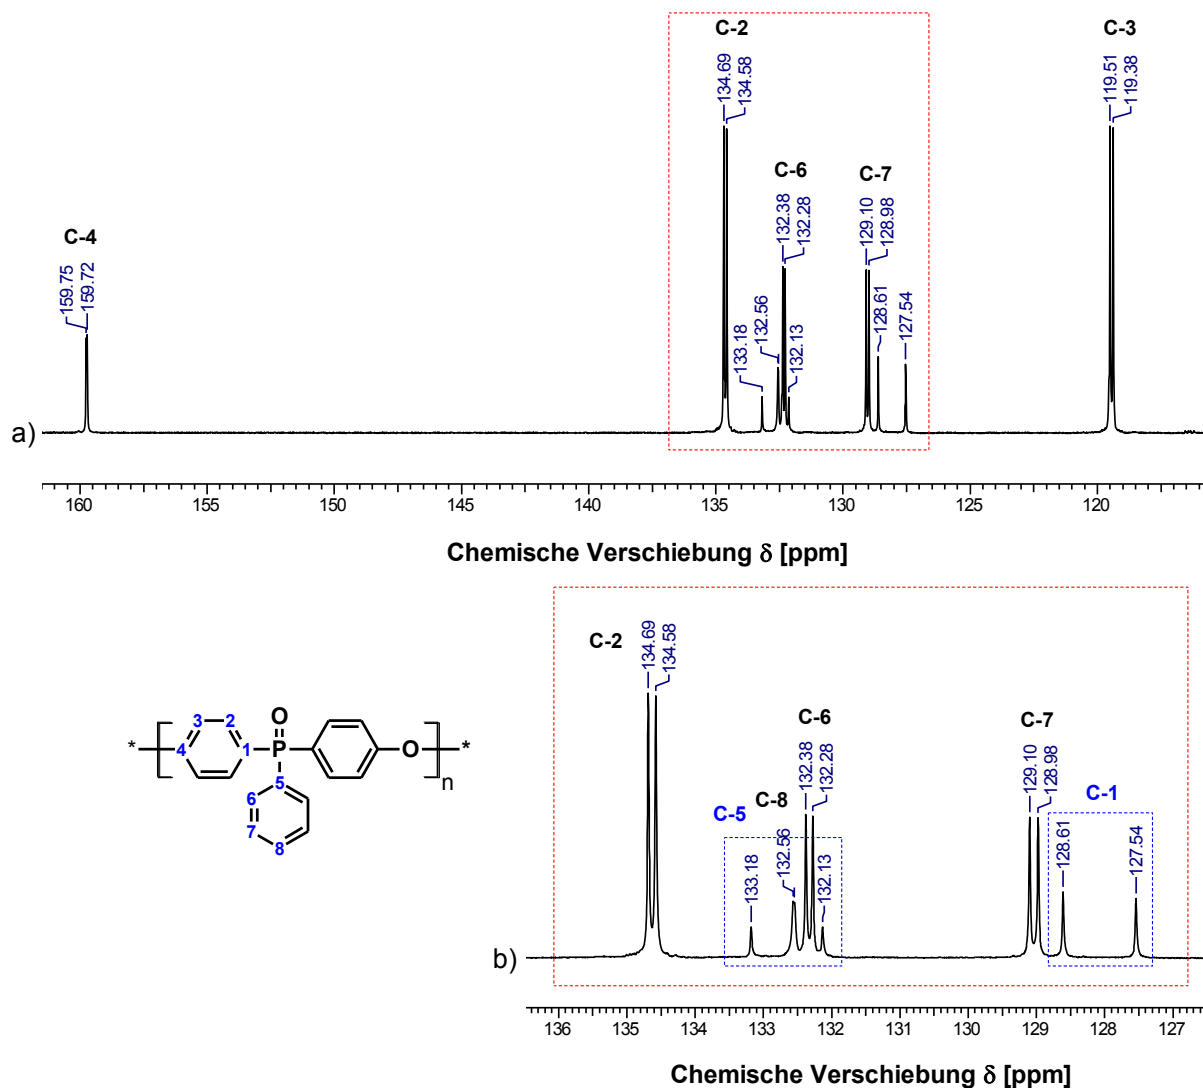 C-2
C-3
134.69
134.58
119.51
119.38
C-6
C-7
132.38
132.28
129.10
128.98
C-4
159.75
159.72
133.18
132.56
132.13
128.61
127.54
a)
160
155
150
145
140
135
130
125
120
Chemische Verschiebung δ [ppm]
C-2
134.69
134.58
C-6
C-7
132.38
132.28
129.10
128.98
C-5
C-8
C-1
133.18
132.56
132.13
128.61
127.54
O
3
2
*
4
1
P
O
*
n
5
6
7
8
b)
136
135
134
133
132
131
130
129
128
127
Chemische Verschiebung δ [ppm]